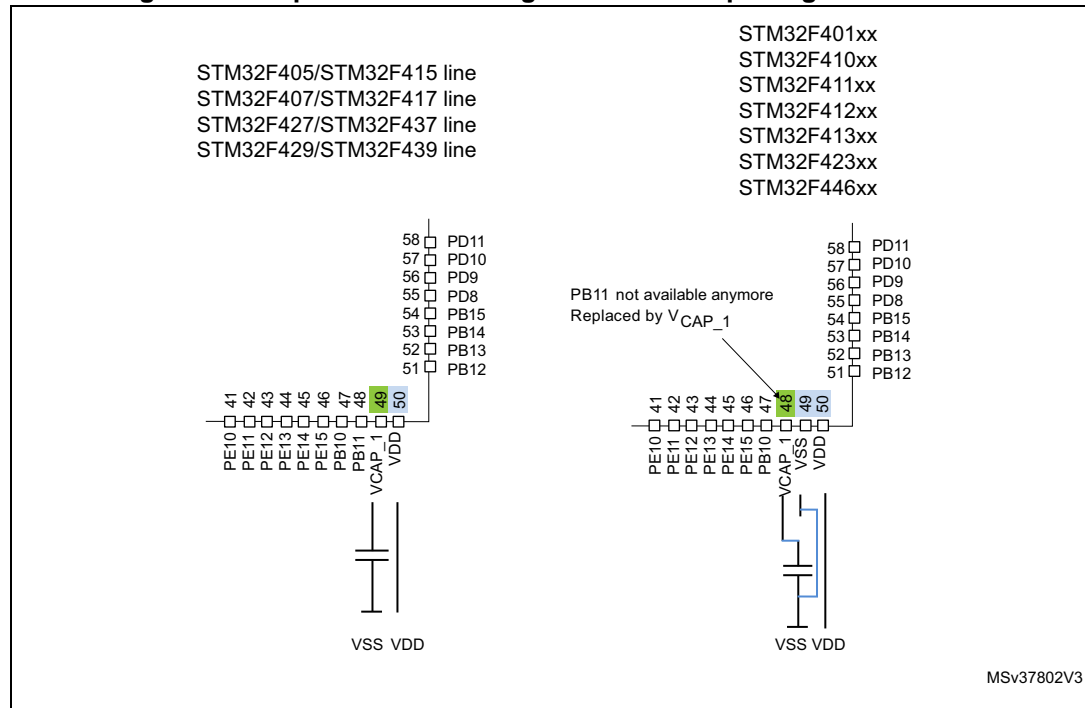 STM32F405/STM32F415 line
STM32F407/STM32F417 line
STM32F427/STM32F437 line
STM32F429/STM32F439 line
58 PD11
57 PD10
56 PD9
55 PD8
54 PB15
53 PB14
52 PB13
51 PB12
41 42 43 44 45 46 47 48 49 50
PE10 PE11 PE12 PE13 PE14 PE15 PB10 PB11 VCAP_1 VDD
VSS VDD
STM32F401xx
STM32F410xx
STM32F411xx
STM32F412xx
STM32F413xx
STM32F423xx
STM32F446xx
PB11 not available anymore
Replaced by VCAP_1
58 PD11
57 PD10
56 PD9
55 PD8
54 PB15
53 PB14
52 PB13
51 PB12
41 42 43 44 45 46 47 48 49 50
PE10 PE11 PE12 PE13 PE14 PE15 PB10 VCAP_1 VSS VDD
VSS VDD
MSv37802V3